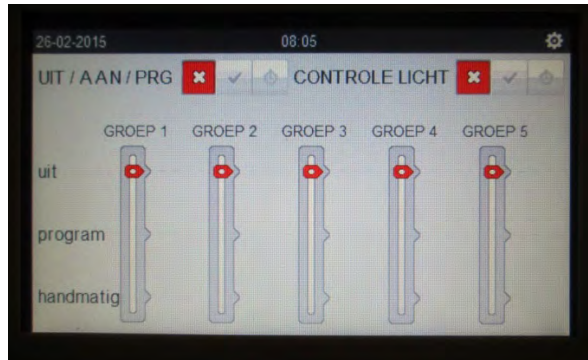 26-02-2015 08:05
UIT / AAN / PRG CONTROLE LICHT
GROEP 1 GROEP 2 GROEP 3 GROEP 4 GROEP 5
uit
program
handmatig